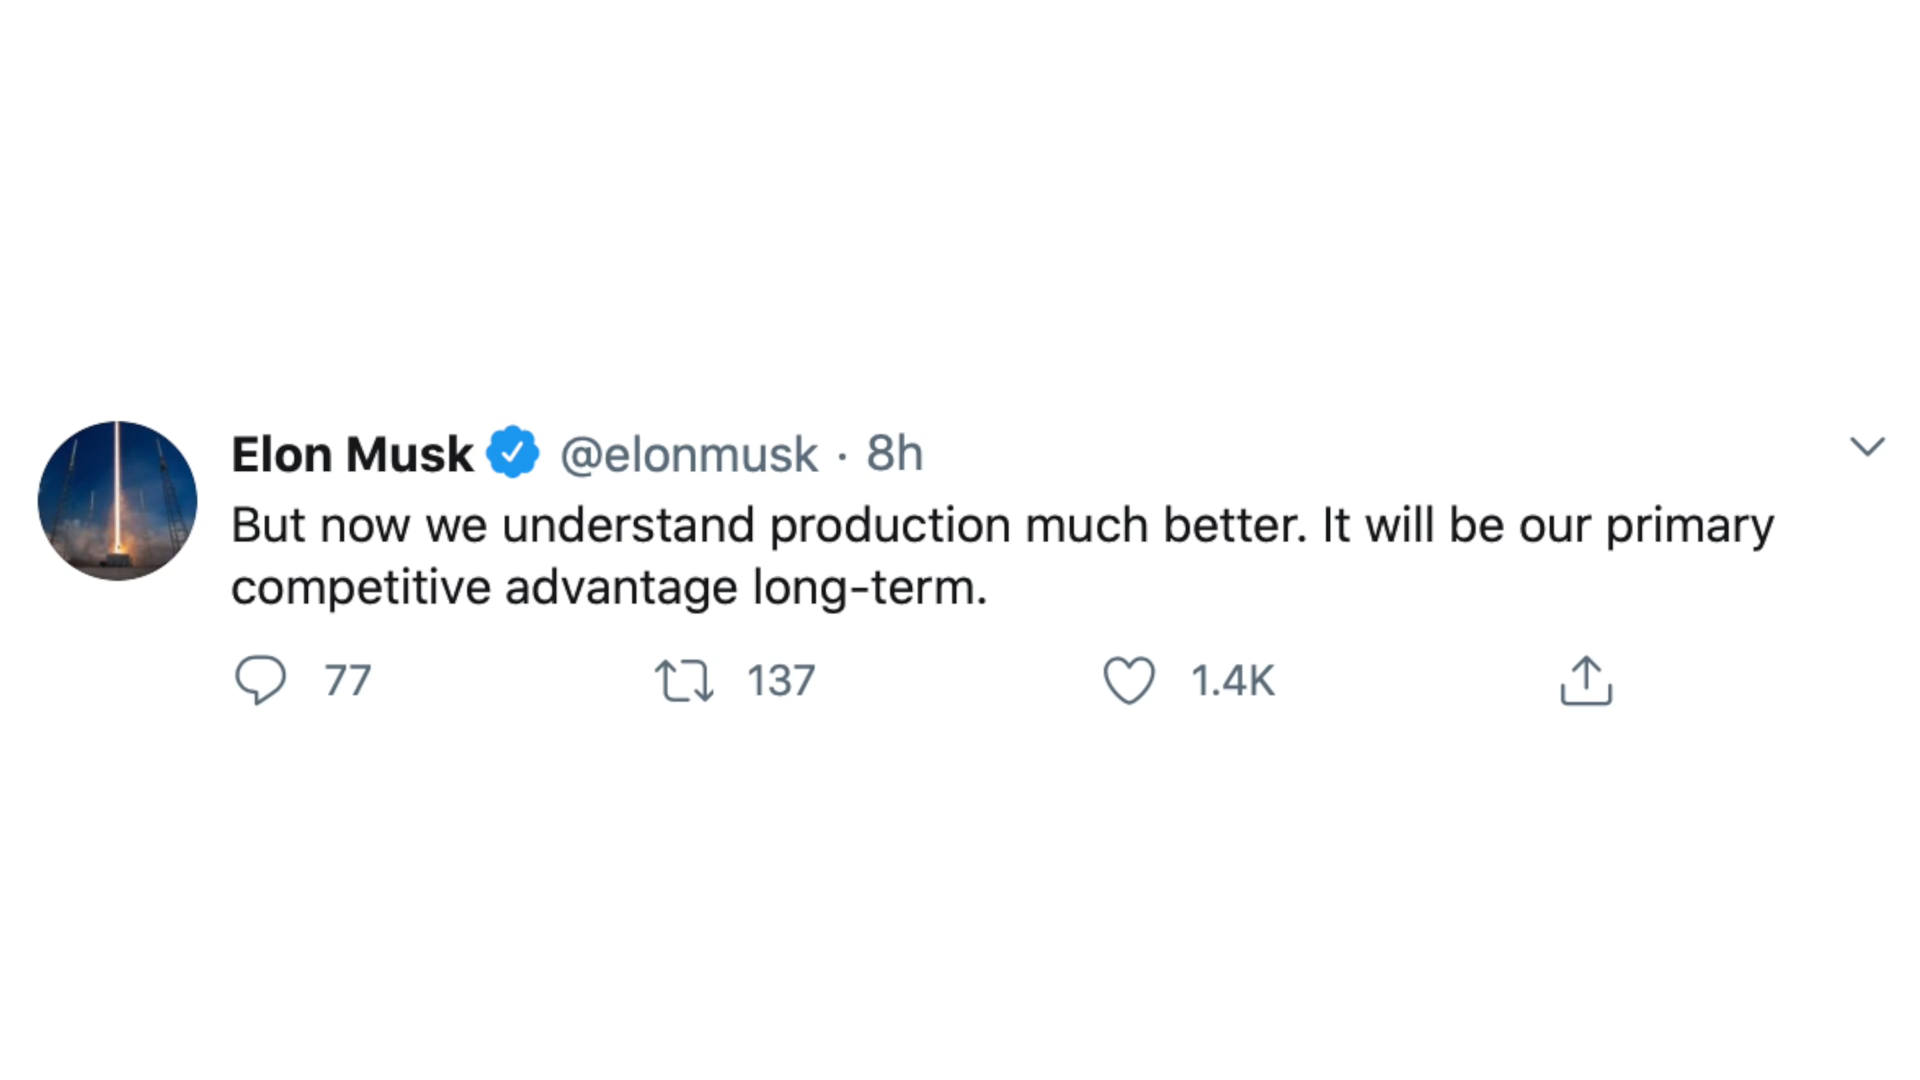 Elon Musk @elonmusk · 8h
But now we understand production much better. It will be our primary
competitive advantage long-term.
77 137 1.4K